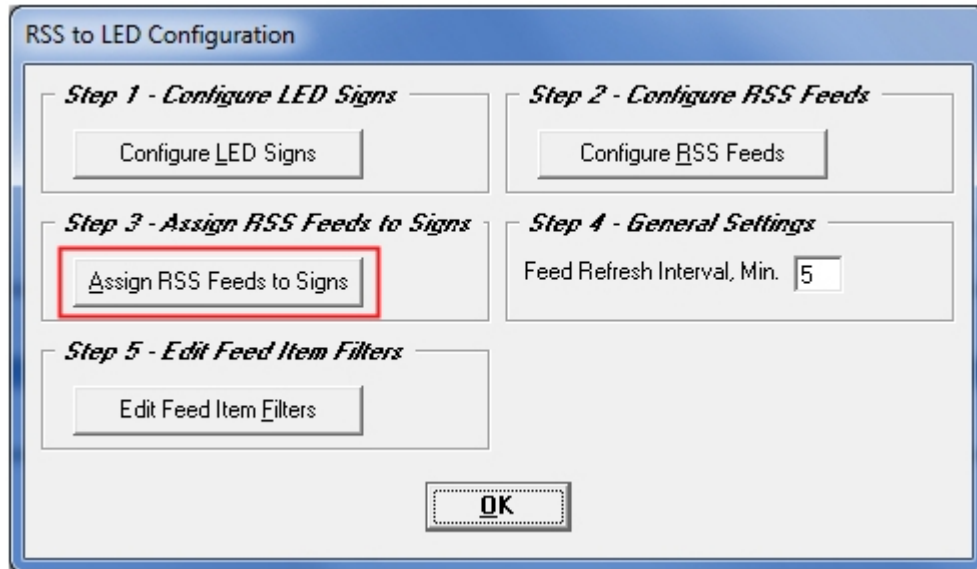 RSS to LED Configuration
Step 1 - Configure LED Signs
Configure LED Signs
Step 2 - Configure RSS Feeds
Configure RSS Feeds
Step 3 - Assign RSS Feeds to Signs
Assign RSS Feeds to Signs
Step 4 - General Settings
Feed Refresh Interval, Min. 5
Step 5 - Edit Feed Item Filters
Edit Feed Item Filters
OK